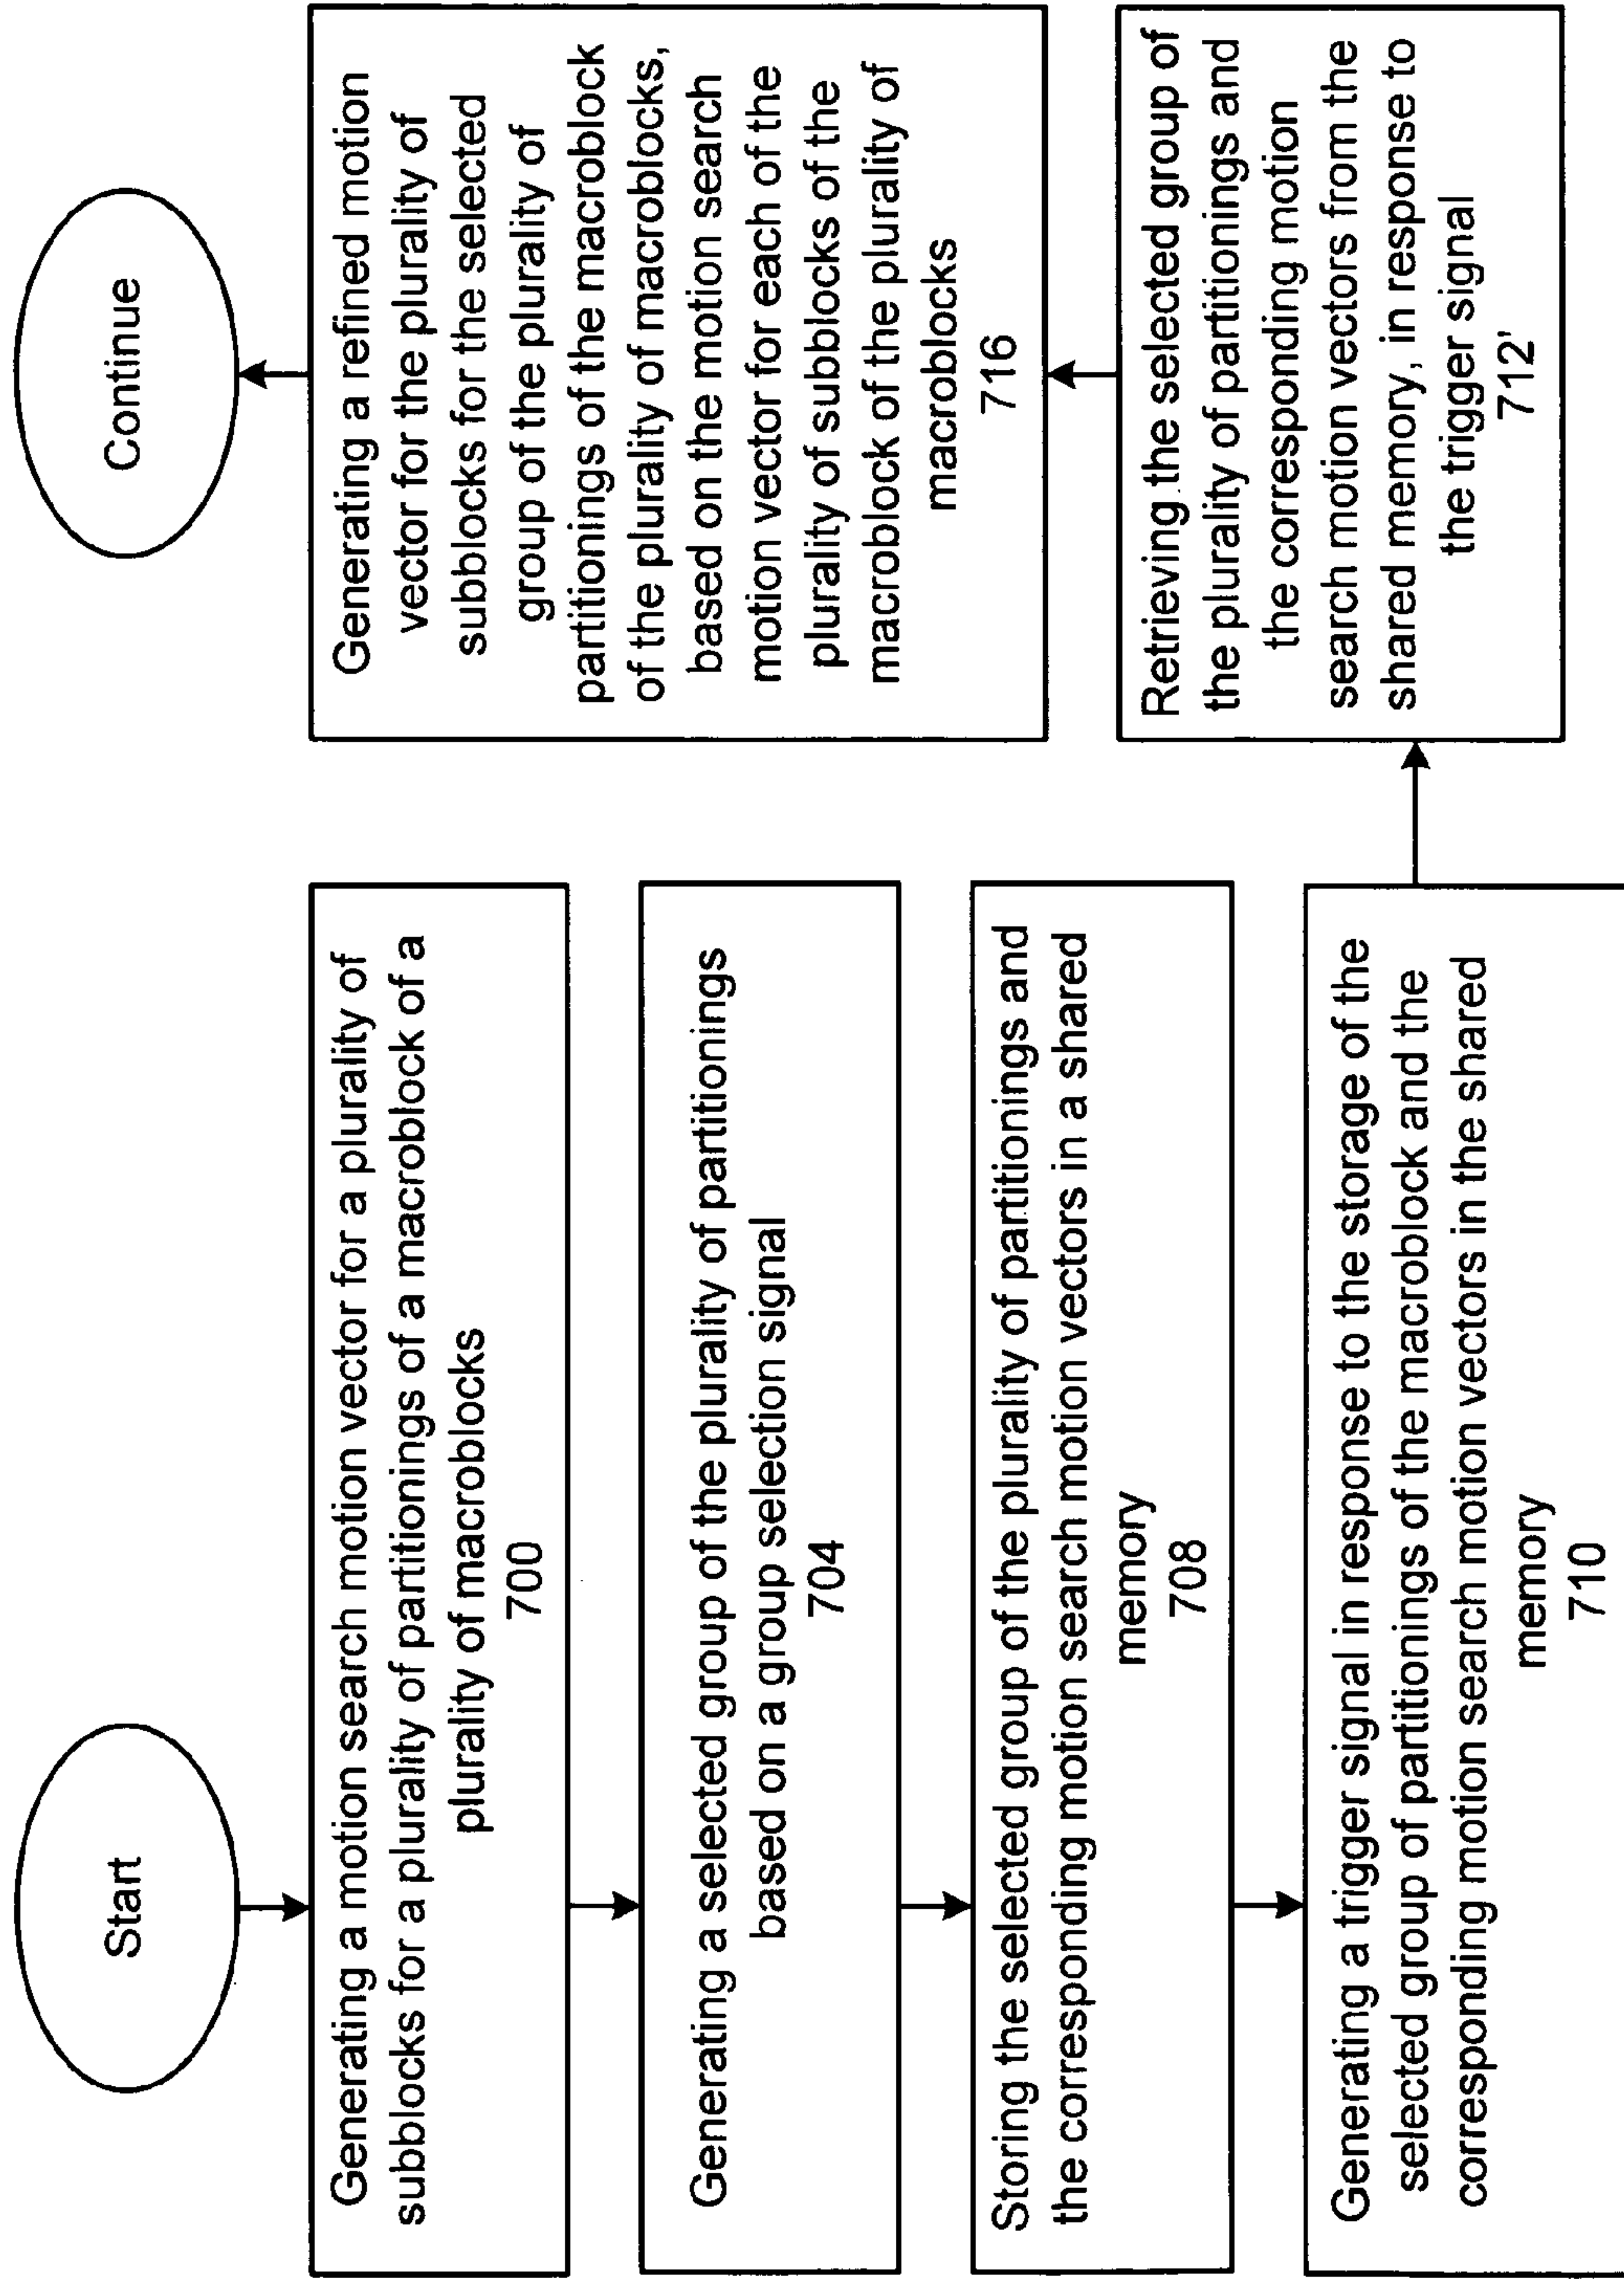 Start
Generating a motion search motion vector for a plurality of
subblocks for a plurality of partitionings of a macroblock of a
plurality of macroblocks
700
Generating a selected group of the plurality of partitionings
based on a group selection signal
704
Storing the selected group of the plurality of partitionings and
the corresponding motion search motion vectors in a shared
memory
708
Generating a trigger signal in response to the storage of the
selected group of partitionings of the macroblock and the
corresponding motion search motion vectors in the shared
memory
710
Retrieving the selected group of
the plurality of partitionings and
the corresponding motion
search motion vectors from the
shared memory, in response to
the trigger signal
712'
Generating a refined motion
vector for the plurality of
subblocks for the selected
group of the plurality of
partitionings of the macroblock
of the plurality of macroblocks,
based on the motion search
motion vector for each of the
plurality of subblocks of the
macroblock of the plurality of
macroblocks
716
Continue